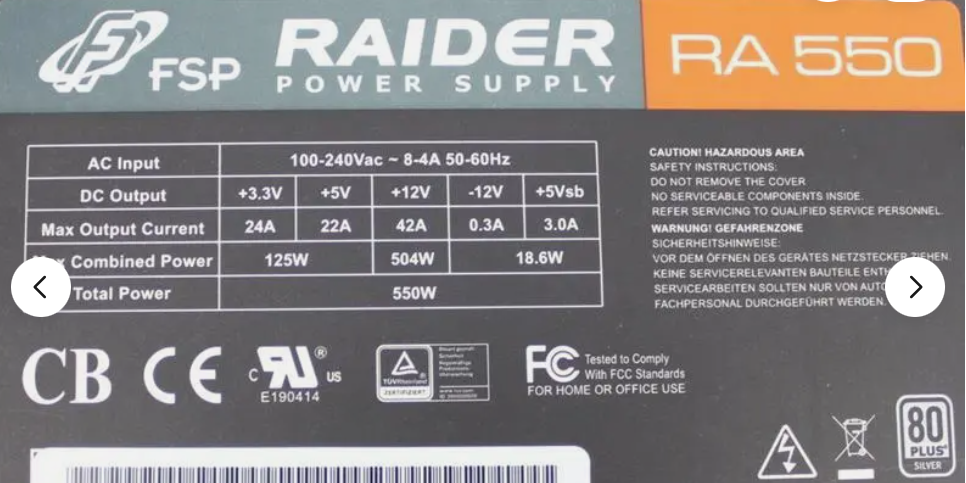 FSP
RAIDER
POWER SUPPLY
RA 550
AC Input 100-240Vac ~ 8-4A 50-60Hz
DC Output +3.3V +5V +12V -12V +5Vsb
Max Output Current 24A 22A 42A 0.3A 3.0A
Combined Power 125W 504W 18.6W
Total Power 550W
CAUTION! HAZARDOUS AREA
SAFETY INSTRUCTIONS:
DO NOT REMOVE THE COVER
NO SERVICEABLE COMPONENTS INSIDE.
REFER SERVICING TO QUALIFIED SERVICE PERSONNEL.
WARNUNG! GEFAHRENZONE
SICHERHEITSHINWEISE:
VOR DEM ÖFFNEN DES GERÄTES NETZSTECKER ZIEHEN.
KEINE SERVICERELEVANTEN BAUTEILE
SERVICEARBEITEN SOLLTEN NUR VON
FACHPERSONAL DURCHGEFÜHRT WERDEN.
CB CE
C UR ® US
E190414
TÜVRheinland
ZERTIFIZIERT
FC Tested to Comply
With FCC Standards
FOR HOME OR OFFICE USE
80
PLUS
SILVER